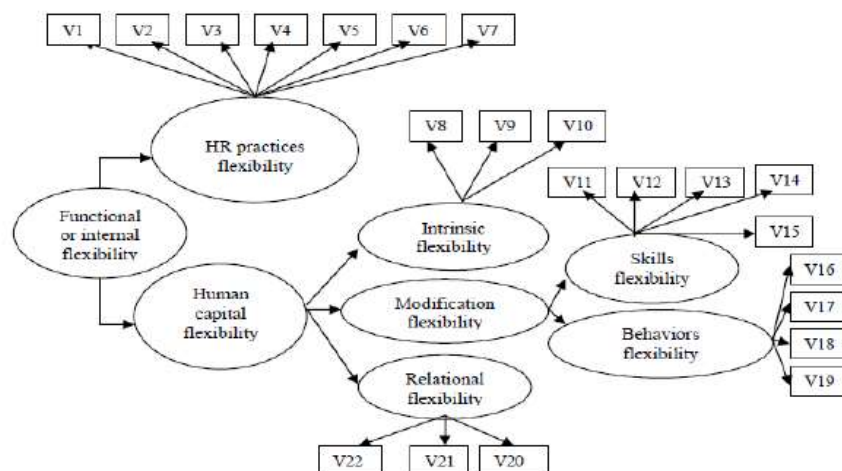 V1 V2 V3 V4 V5 V6 V7
HR practices
flexibility
V8 V9 V10
V11 V12 V13 V14
V15
Functional
or internal
flexibility
Intrinsic
flexibility
Skills
flexibility
Human
capital
flexibility
Modification
flexibility
Behaviors
flexibility
V16
V17
V18
V19
Relational
flexibility
V22 V21 V20